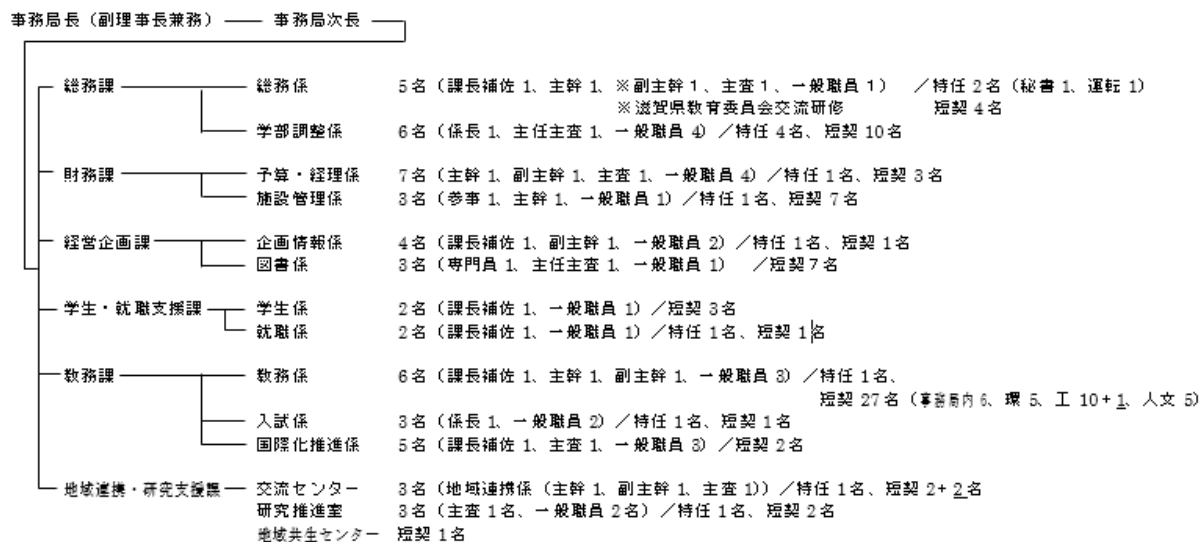 事務局長（副理事長兼務） 事務局次長
総務課 総務係 5名（課長補佐 1、主幹 1、※副主幹１、主査１、一般職員 1） ／特任 2名（秘書 1、運転 1）
※滋賀県教育委員会交流研修 短契 4名
学部調整係 6名（係長 1、主任主査 1、一般職員 4）／特任 4名、短契 10名
財務課 予算・経理係 7名（主幹 1、副主幹 1、主査 1、一般職員 4）／特任 1名、短契 3名
施設管理係 3名（参事 1、主幹 1、一般職員 1）／特任 1名、短契 7名
経営企画課 企画情報係 4名（課長補佐 1、副主幹 1、一般職員 2）／特任 1名、短契 1名
図書係 3名（専門員 1、主任主査 1、一般職員 1） ／短契７名
学生・就職支援課 学生係 2名（課長補佐 1、一般職員 1）／短契 3名
就職係 2名（課長補佐 1、一般職員 1）／特任 1名、短契 1名
教務課 教務係 6名（課長補佐 1、主幹 1、副主幹 1、一般職員 3）／特任 1名、
短契 27名（事務局内 6、環 5、工 10＋1、人文 5）
入試係 3名（係長 1、一般職員 2）／特任 1名、短契 1名
国際化推進係 5名（課長補佐 1、主査 1、一般職員 3）／短契 2名
地域連携・研究支援課 交流センター 3名（地域連携係（主幹 1、副主幹 1、主査 1））／特任 1名、短契 2+ 2名
研究推進室 3名（主査 1名、一般職員 2名）／特任 1名、短契 2名
地域共生センター 短契 1名